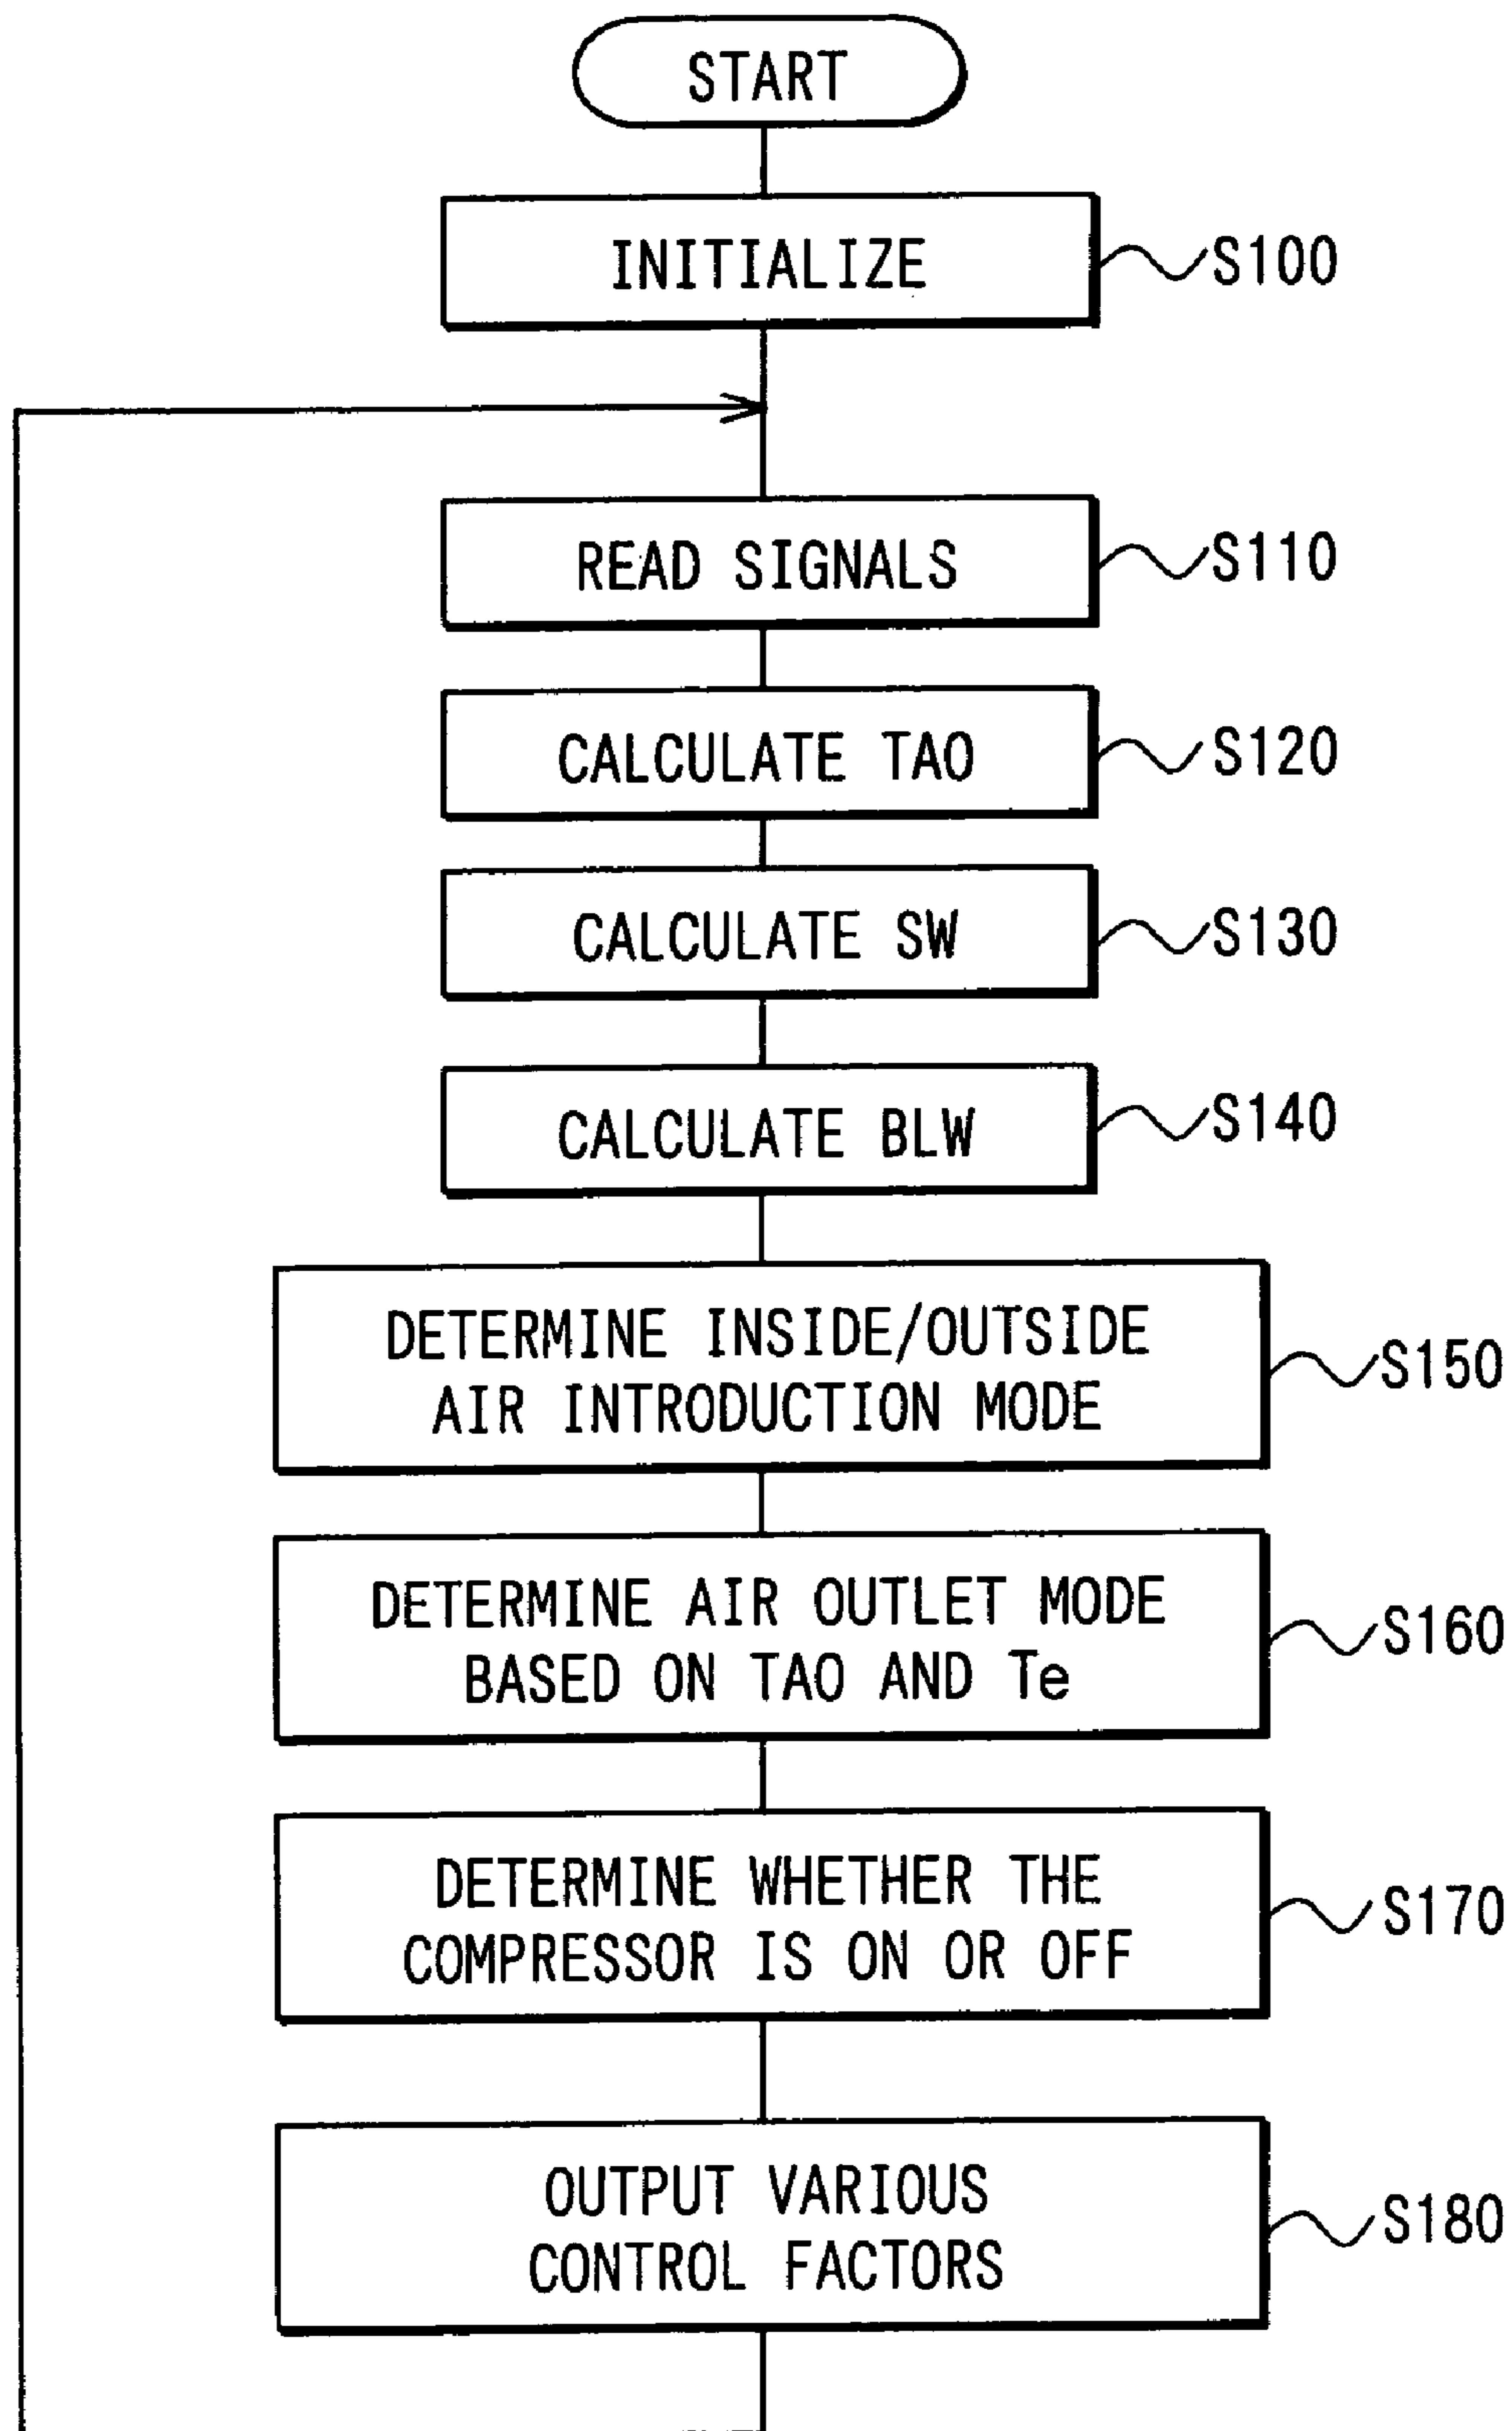 START
INITIALIZE
S100
READ SIGNALS
S110
CALCULATE TAO
S120
CALCULATE SW
S130
CALCULATE BLW
S140
DETERMINE INSIDE/OUTSIDE
AIR INTRODUCTION MODE
S150
DETERMINE AIR OUTLET MODE
BASED ON TAO AND Te
S160
DETERMINE WHETHER THE
COMPRESSOR IS ON OR OFF
S170
OUTPUT VARIOUS
CONTROL FACTORS
S180